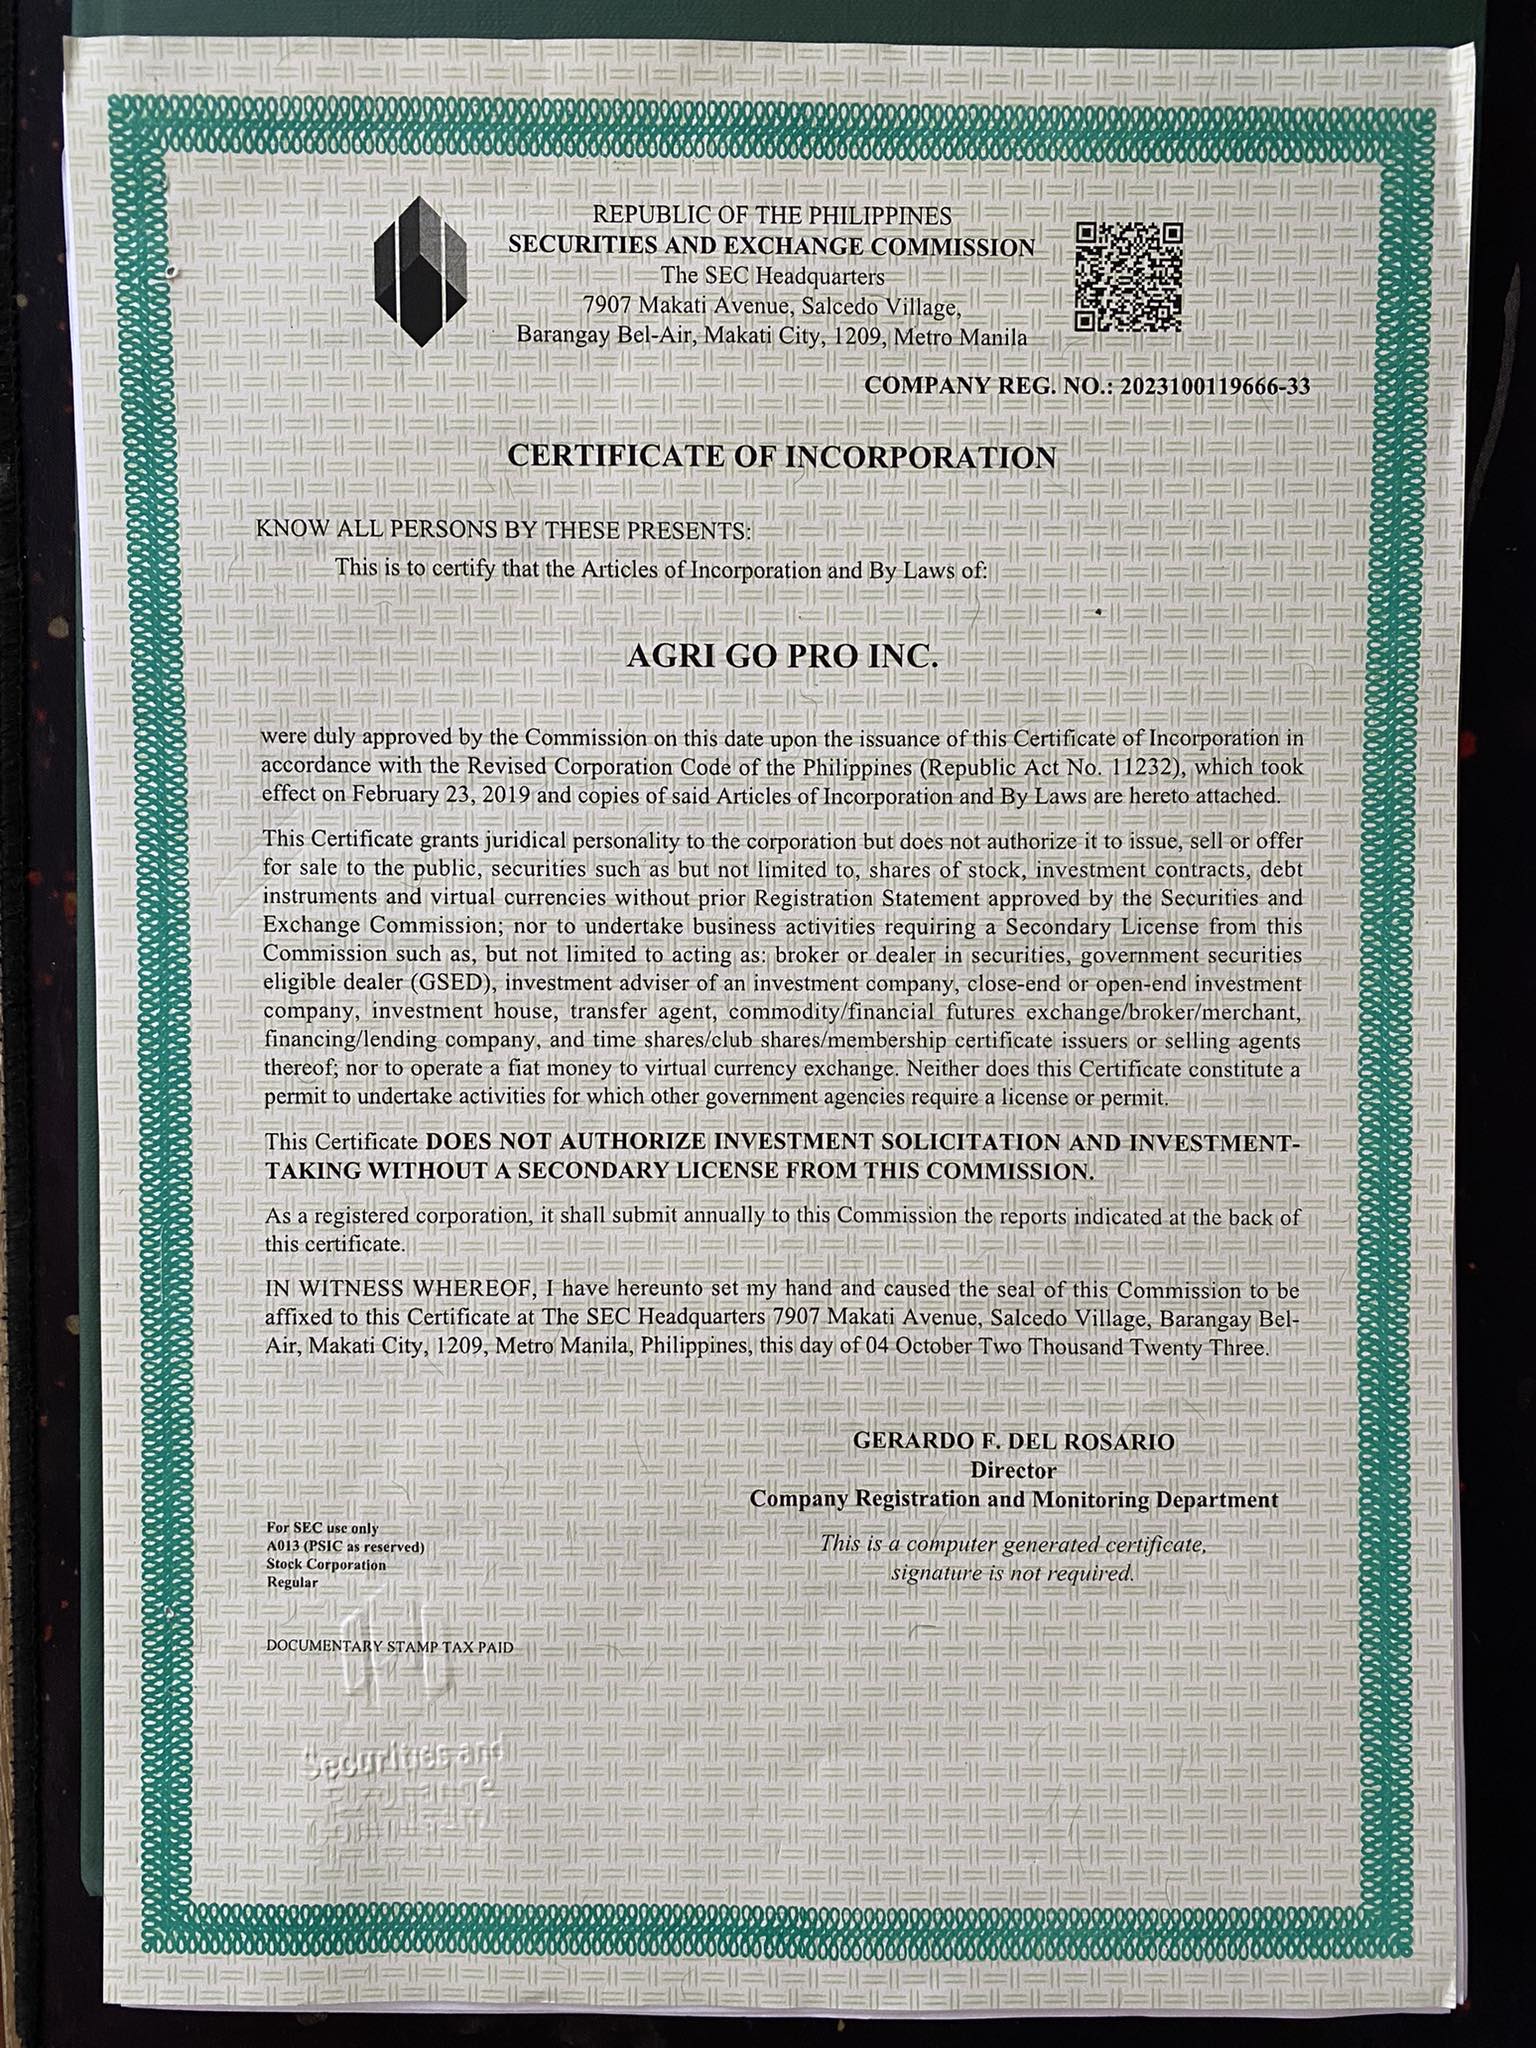 REPUBLIC OF THE PHILIPPINES
SECURITIES AND EXCHANGE COMMISSION
The SEC Headquarters
7907 Makati Avenue, Salcedo Village,
Barangay Bel-Air, Makati City, 1209, Metro Manila
COMPANY REG. NO.: 2023100119666-33
CERTIFICATE OF INCORPORATION
KNOW ALL PERSONS BY THESE PRESENTS:
This is to certify that the Articles of Incorporation and By Laws of:
AGRI GO PRO INC.
were duly approved by the Commission on this date upon the issuance of this Certificate of Incorporation in
accordance with the Revised Corporation Code of the Philippines (Republic Act No. 11232), which took
effect on February 23, 2019 and copies of said Articles of Incorporation and By Laws are hereto attached.
This Certificate grants juridical personality to the corporation but does not authorize it to issue, sell or offer
for sale to the public, securities such as but not limited to, shares of stock, investment contracts, debt
instruments and virtual currencies without prior Registration Statement approved by the Securities and
Exchange Commission; nor to undertake business activities requiring a Secondary License from this
Commission such as, but not limited to acting as: broker or dealer in securities, government securities
eligible dealer (GSED), investment adviser of an investment company, close-end or open-end investment
company, investment house, transfer agent, commodity/financial futures exchange/broker/merchant,
financing/lending company, and time shares/club shares/membership certificate issuers or selling agents
thereof; nor to operate a fiat money to virtual currency exchange. Neither does this Certificate constitute a
permit to undertake activities for which other government agencies require a license or permit.
This Certificate DOES NOT AUTHORIZE INVESTMENT SOLICITATION AND INVESTMENT-
TAKING WITHOUT A SECONDARY LICENSE FROM THIS COMMISSION.
As a registered corporation, it shall submit annually to this Commission the reports indicated at the back of
this certificate.
IN WITNESS WHEREOF, I have hereunto set my hand and caused the seal of this Commission to be
affixed to this Certificate at The SEC Headquarters 7907 Makati Avenue, Salcedo Village, Barangay Bel-
Air, Makati City, 1209, Metro Manila, Philippines, this day of 04 October Two Thousand Twenty Three.
GERARDO F. DEL ROSARIO
Director
Company Registration and Monitoring Department
This is a computer generated certificate,
signature is not required.
For SEC use only
A013 (PSIC as reserved)
Stock Corporation
Regular
DOCUMENTARY STAMP TAX PAID
Securities and
Exchange
Commission